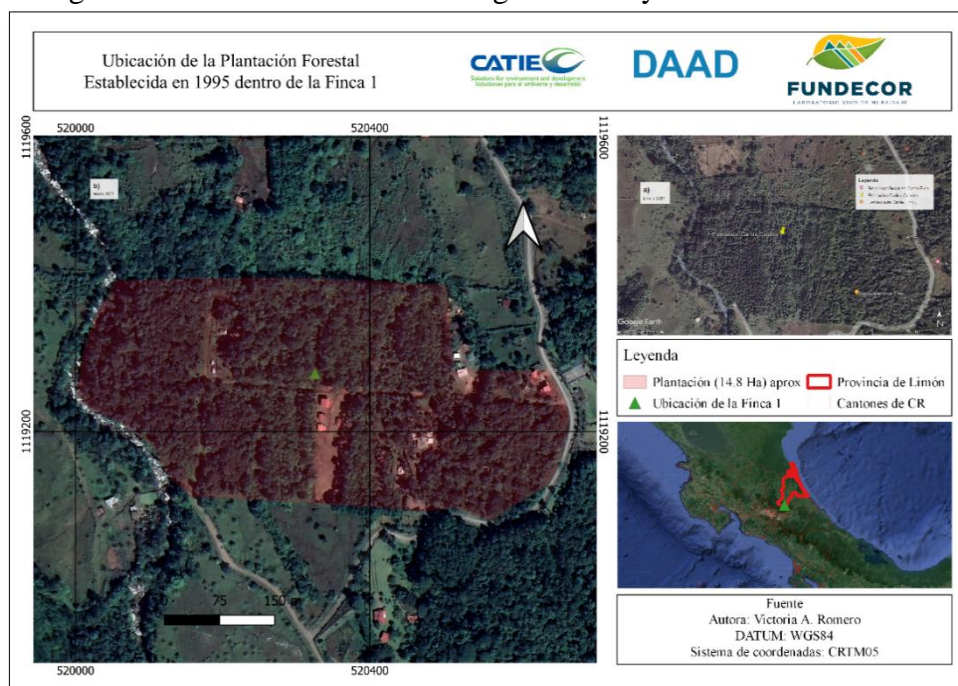 Ubicación de la Plantación Forestal
Establecida en 1995 dentro de la Finca 1
CATIE
Solutions for environment and development
Soluciones para el ambiente y desarrollo
DAAD
FUNDECOR
520000
520400
1119600
1119600
b)
a)
Leyenda
Google Earth
N
1119200
1119200
0 75 150 m
520000
520400
Leyenda
Plantación (14.8 Ha) aprox
Provincia de Limón
Ubicación de la Finca 1
Cantones de CR
Fuente
Autora: Victoria A. Romero
DATUM: WGS84
Sistema de coordenadas: CRTM05